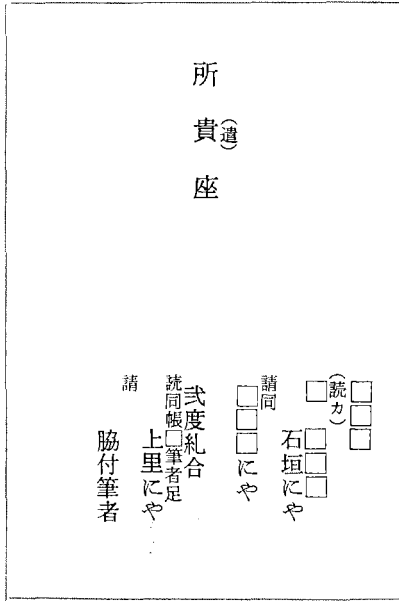 所貴座
(遣)
□□□
(読カ)
□ □□□
石垣にや
請同
□□□にや
弐度糺合
読同帳□筆者足
上里にや
請
脇付筆者